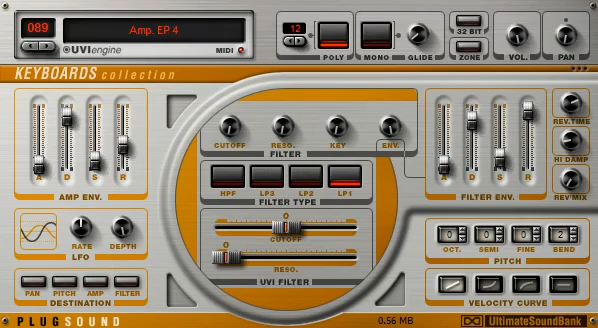 089
Amp. EP 4
UVIengine
MIDI
12
POLY
MONO
GLIDE
32 BIT
ZONE
VOL.
PAN
KEYBOARDS collection
A D S R
AMP ENV.
CUTOFF RESO. KEY ENV.
FILTER
HPF LP3 LP2 LP1
FILTER TYPE
A D S R
FILTER ENV.
REV.TIME
HI DAMP
REV'MIX
RATE DEPTH
LFO
0
CUTOFF
0
RESO.
UVI FILTER
0 0 0 2
OCT. SEMI FINE BEND
PITCH
PAN PITCH AMP FILTER
DESTINATION
VELOCITY CURVE
PLUGSOUND
0.56 MB
UltimateSoundBank